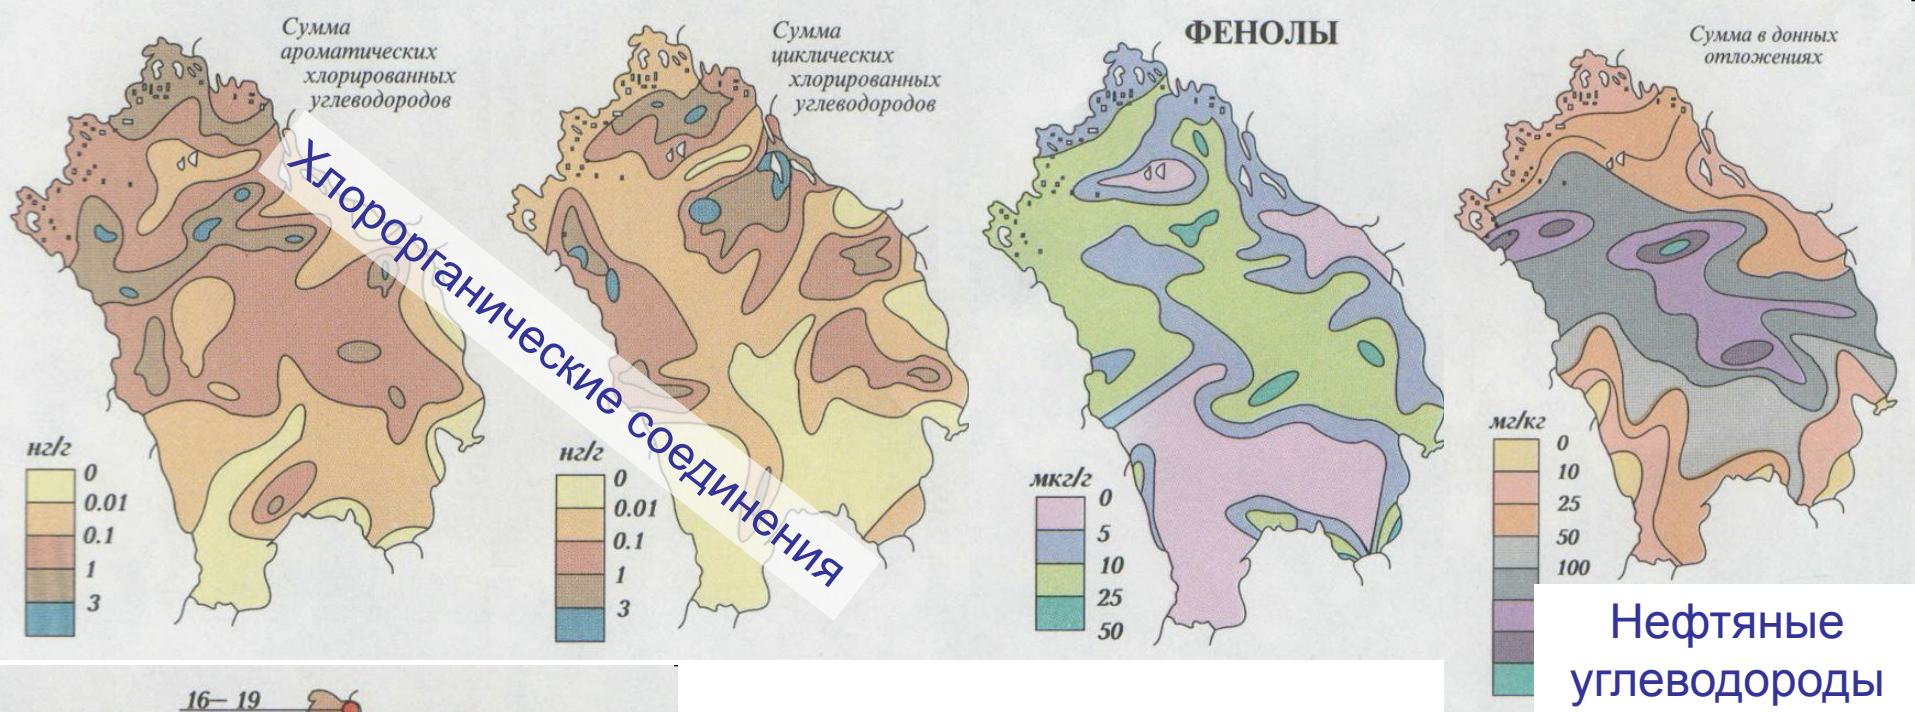 Сумма
ароматических
хлорированных
углеводородов
нг/г
0
0.01
0.1
1
3
Сумма
циклических
хлорированных
углеводородов
нг/г
0
0.01
0.1
1
3
Хлорорганические соединения
ФЕНОЛЫ
мкг/г
0
5
10
25
50
Сумма в донных
отложениях
мг/кг
0
10
25
50
100
Нефтяные
углеводороды
16— 19